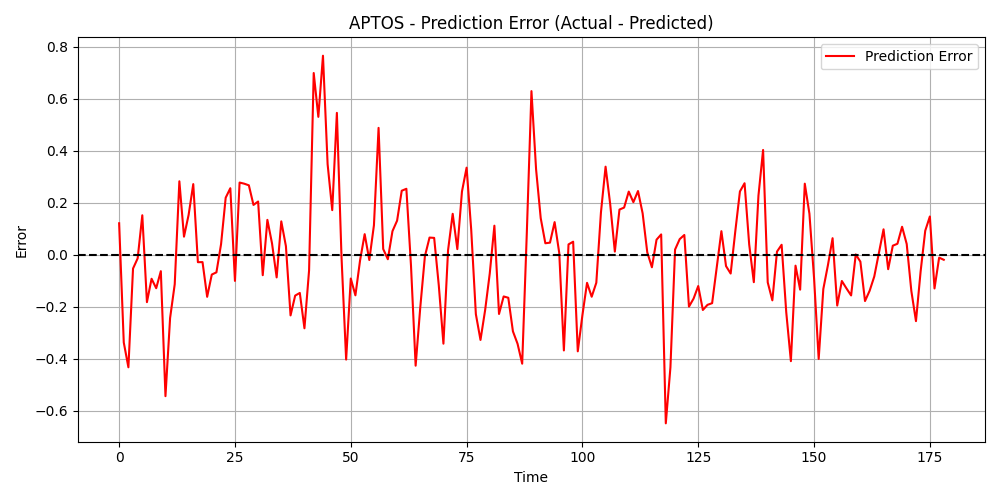 APTOS - Prediction Error (Actual - Predicted)
Prediction Error
Error
0.8
0.6
0.4
0.2
0.0
−0.2
−0.4
−0.6
0 25 50 75 100 125 150 175
Time